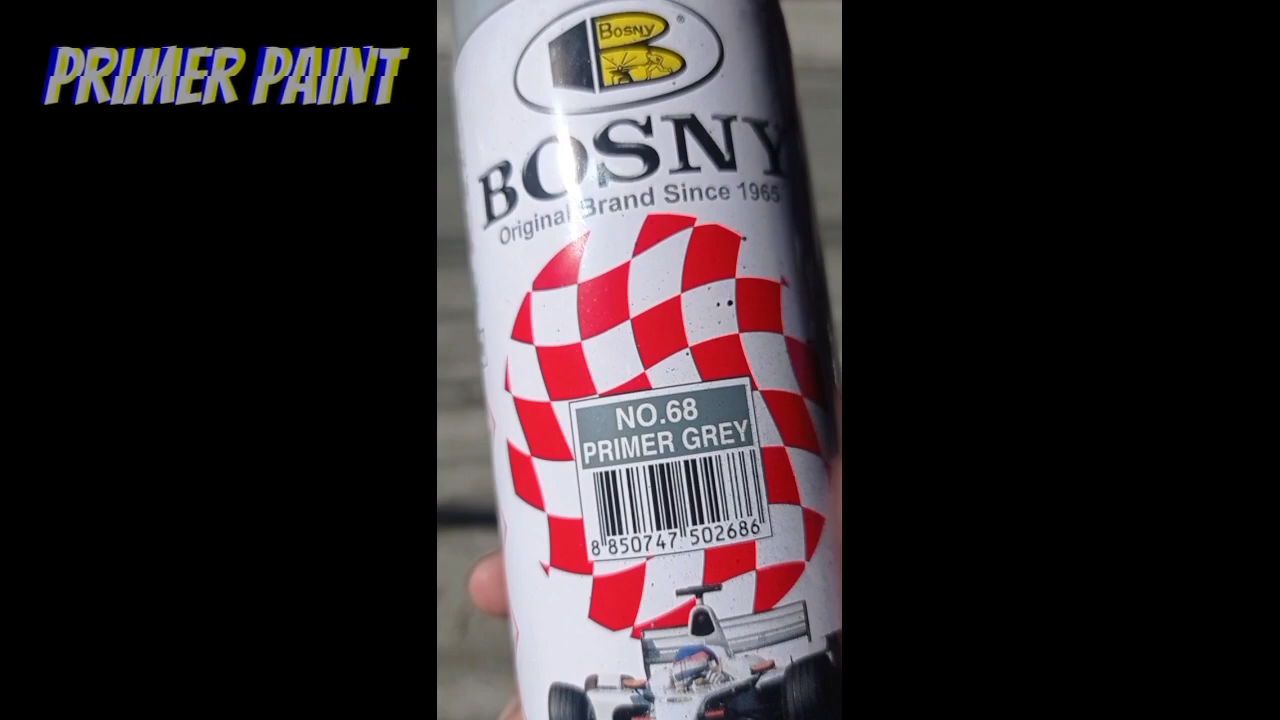 PRIMER PAINT
BOSNY
BOSNY
Original Brand Since 1965
NO.68
PRIMER GREY
8 850747 502686